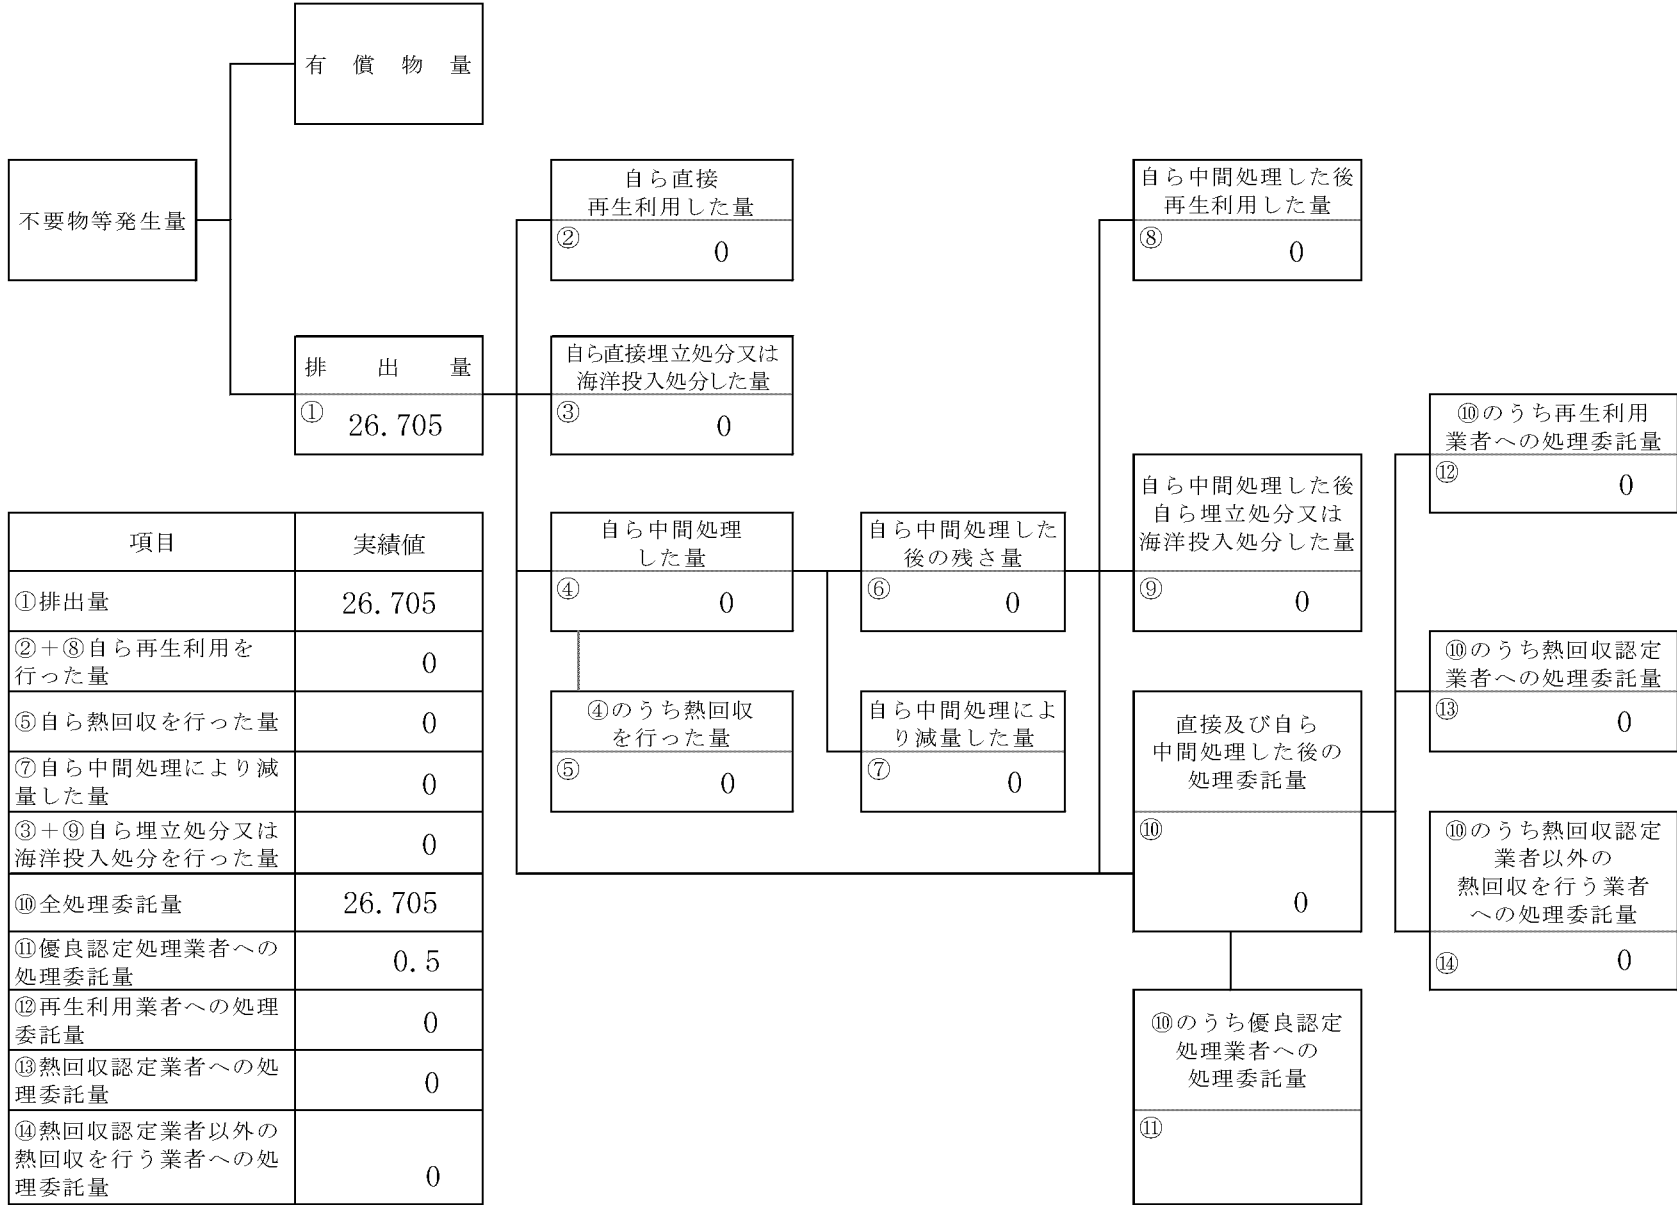 有償物量
不要物等発生量
排出量
① 26.705
自ら直接
再生利用した量
② 0
自ら直接埋立処分又は
海洋投入処分した量
③ 0
自ら中間処理
した量
④ 0
④のうち熱回収
を行った量
⑤ 0
自ら中間処理した
後の残さ量
⑥ 0
自ら中間処理によ
り減量した量
⑦ 0
自ら中間処理した後
再生利用した量
⑧ 0
自ら中間処理した後
自ら埋立処分又は
海洋投入処分した量
⑨ 0
直接及び自ら
中間処理した後の
処理委託量
⑩
0
⑩のうち優良認定
処理業者への
処理委託量
⑪
⑩のうち再生利用
業者への処理委託量
⑫ 0
⑩のうち熱回収認定
業者への処理委託量
⑬ 0
⑩のうち熱回収認定
業者以外の
熱回収を行う業者
への処理委託量
⑭ 0
項目 実績値
①排出量 26.705
②+⑧自ら再生利用を
行った量 0
⑤自ら熱回収を行った量 0
⑦自ら中間処理により減
量した量 0
③+⑨自ら埋立処分又は
海洋投入処分を行った量 0
⑩全処理委託量 26.705
⑪優良認定処理業者への
処理委託量 0.5
⑫再生利用業者への処理
委託量 0
⑬熱回収認定業者への処
理委託量 0
⑭熱回収認定業者以外の
熱回収を行う業者への処
理委託量 0